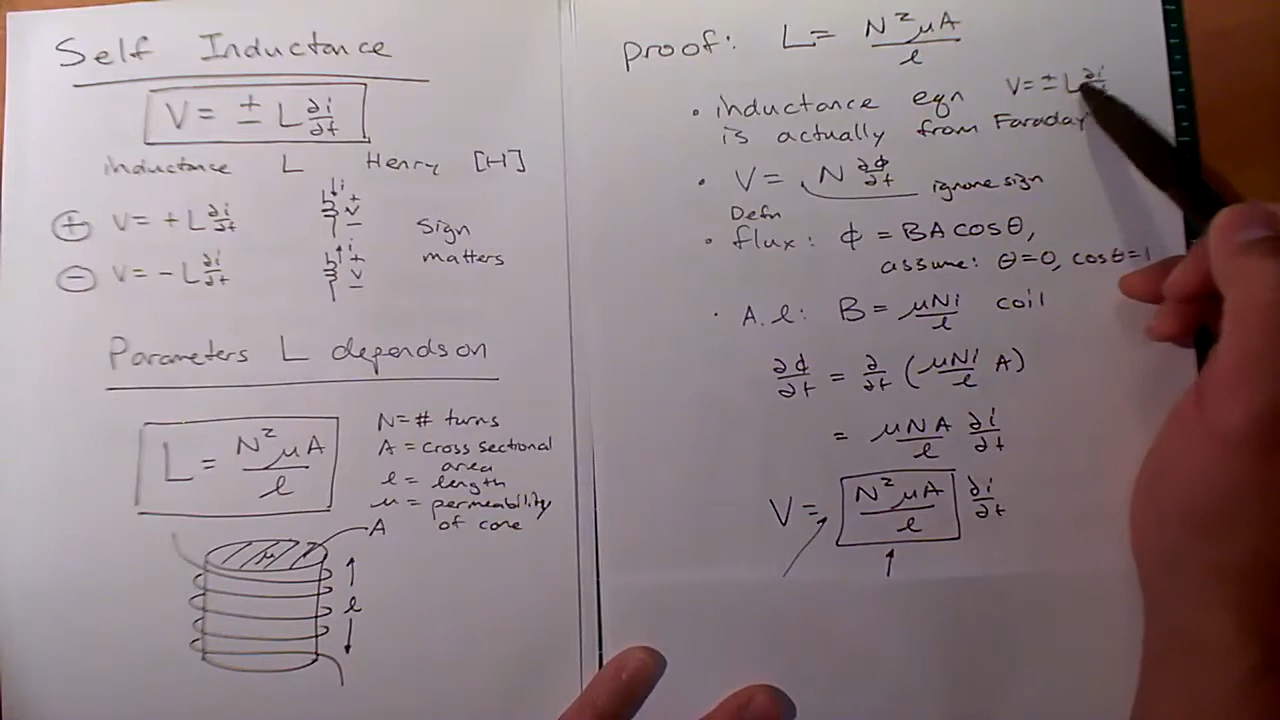 Self Inductance
V = ± L ∂i/∂t
inductance L Henry [H]
+ V = + L ∂i/∂t
i + V −
sign matters
− V = − L ∂i/∂t
i + V −
Parameters L depends on
L = N²μA/ℓ
N = # turns
A = cross sectional
area
ℓ = length
μ = permeability
of core
A
μ
ℓ
proof: L = N²μA/ℓ
• inductance eqn V = ± L ∂i/∂t
is actually from Faraday
• V = N ∂ϕ/∂t ignore sign
Defn
• flux: ϕ = BA cosθ,
assume: θ=0, cosθ=1
• A.l: B = μNi/ℓ coil
∂ϕ/∂t = ∂/∂t (μNi/ℓ A)
= μNA/ℓ ∂i/∂t
V = N²μA/ℓ ∂i/∂t